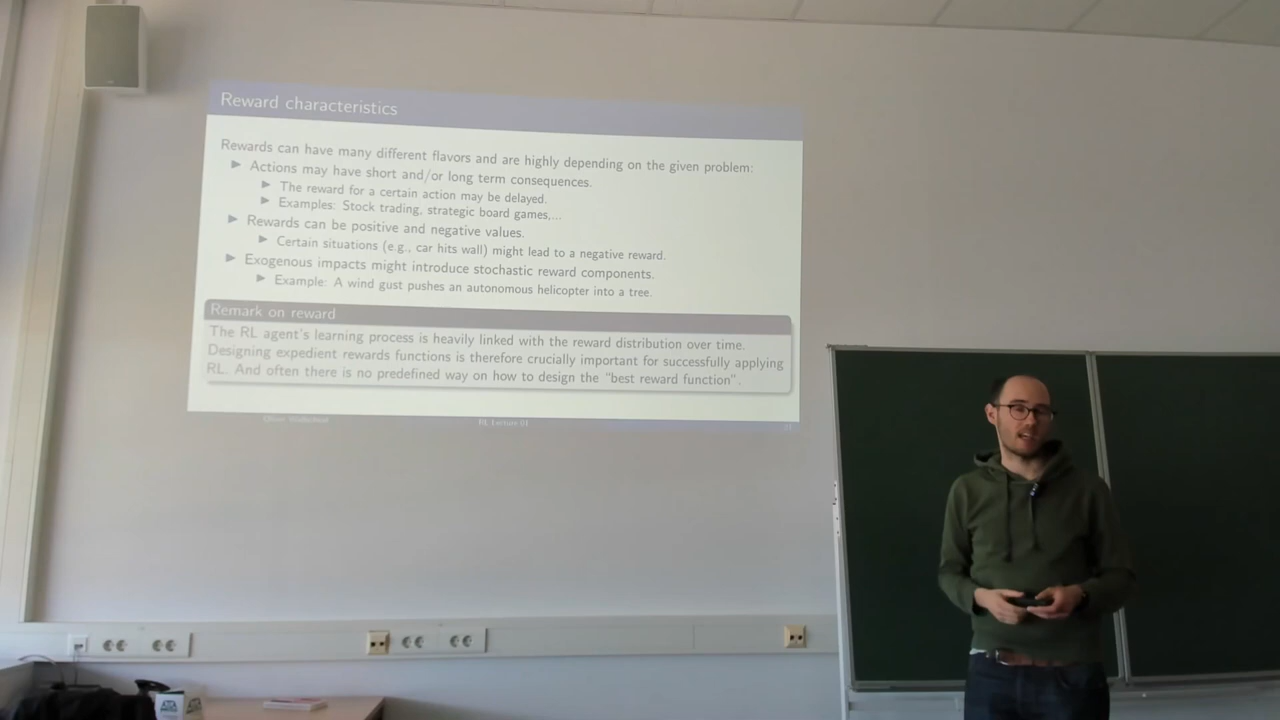 Reward characteristics
Rewards can have many different flavors and are highly depending on the given problem:
▶ Actions may have short and/or long term consequences.
▶ The reward for a certain action may be delayed.
▶ Examples: Stock trading, strategic board games,...
▶ Rewards can be positive and negative values.
▶ Certain situations (e.g., car hits wall) might lead to a negative reward.
▶ Exogenous impacts might introduce stochastic reward components.
▶ Example: A wind gust pushes an autonomous helicopter into a tree.
Remark on reward
The RL agent's learning process is heavily linked with the reward distribution over time.
Designing expedient rewards functions is therefore crucially important for successfully applying
RL. And often there is no predefined way on how to design the "best reward function".
RL Lecture 01